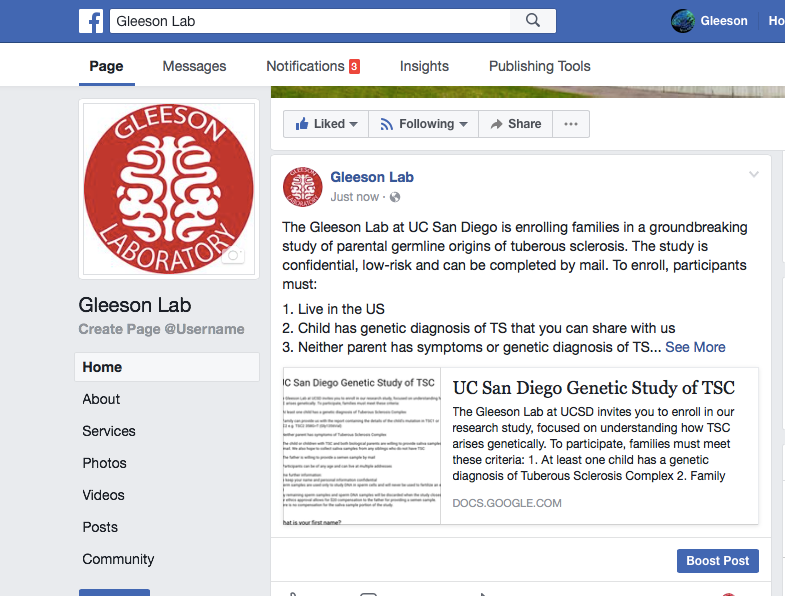 Gleeson Lab
Gleeson
Ho
Page
Messages
Notifications 3
Insights
Publishing Tools
GLEESON
LABORATORY
Gleeson Lab
Create Page @Username
Home
About
Services
Photos
Videos
Posts
Community
Liked
Following
Share
Gleeson Lab
Just now ·
The Gleeson Lab at UC San Diego is enrolling families in a groundbreaking
study of parental germline origins of tuberous sclerosis. The study is
confidential, low-risk and can be completed by mail. To enroll, participants
must:
1. Live in the US
2. Child has genetic diagnosis of TS that you can share with us
3. Neither parent has symptoms or genetic diagnosis of TS... See More
IC San Diego Genetic Study of TSC
hat is your first name?
UC San Diego Genetic Study of TSC
The Gleeson Lab at UCSD invites you to enroll in our
research study, focused on understanding how TSC
arises genetically. To participate, families must meet
these criteria: 1. At least one child has a genetic
diagnosis of Tuberous Sclerosis Complex 2. Family
DOCS.GOOGLE.COM
Boost Post